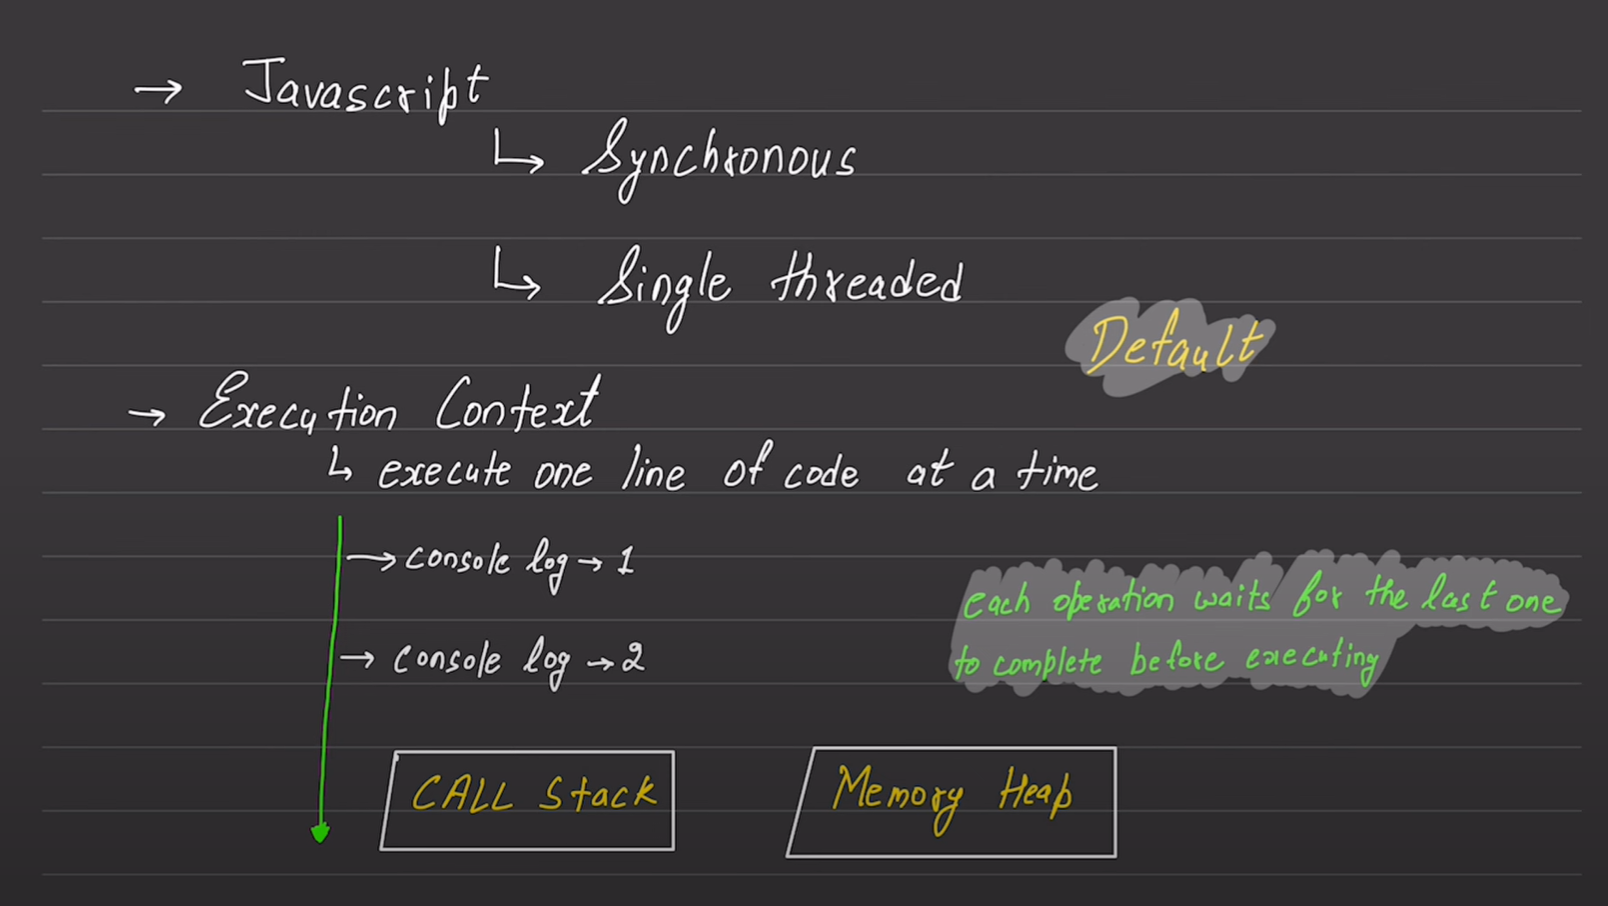 → Javascript
↳ Synchronous
↳ Single threaded
Default
→ Execution Context
↳ execute one line of code at a time
→ console log → 1
each operation waits for the last one
to complete before executing
→ console log → 2
CALL Stack
Memory Heap